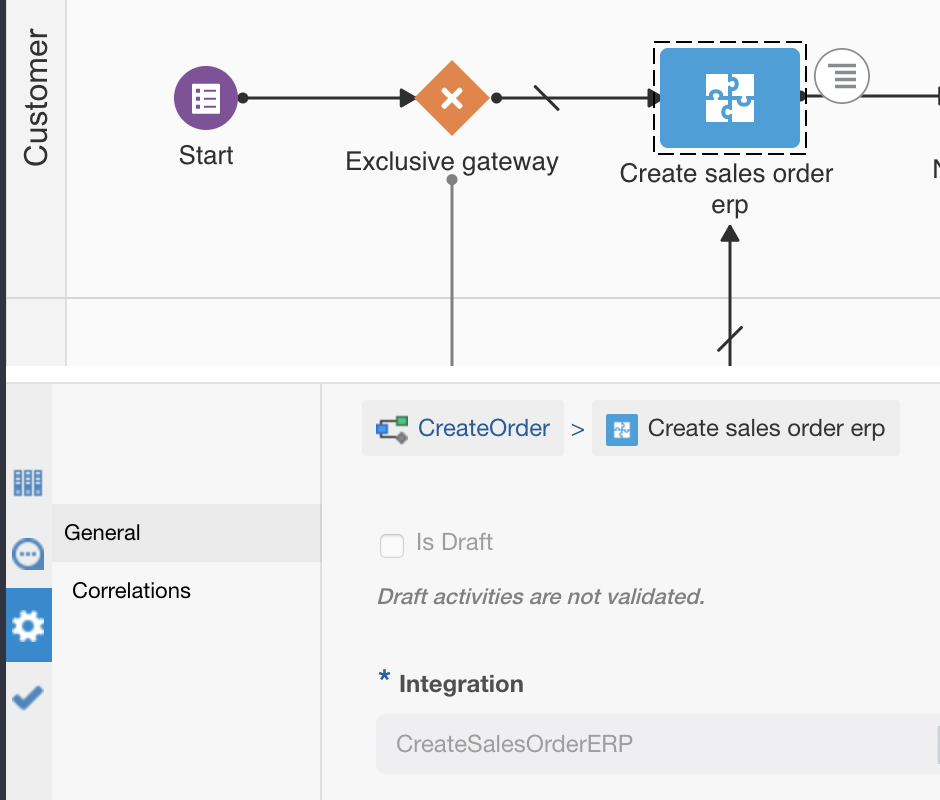 Customer
Start
Exclusive gateway
Create sales order
erp
CreateOrder > Create sales order erp
General
Correlations
Is Draft
Draft activities are not validated.
* Integration
CreateSalesOrderERP